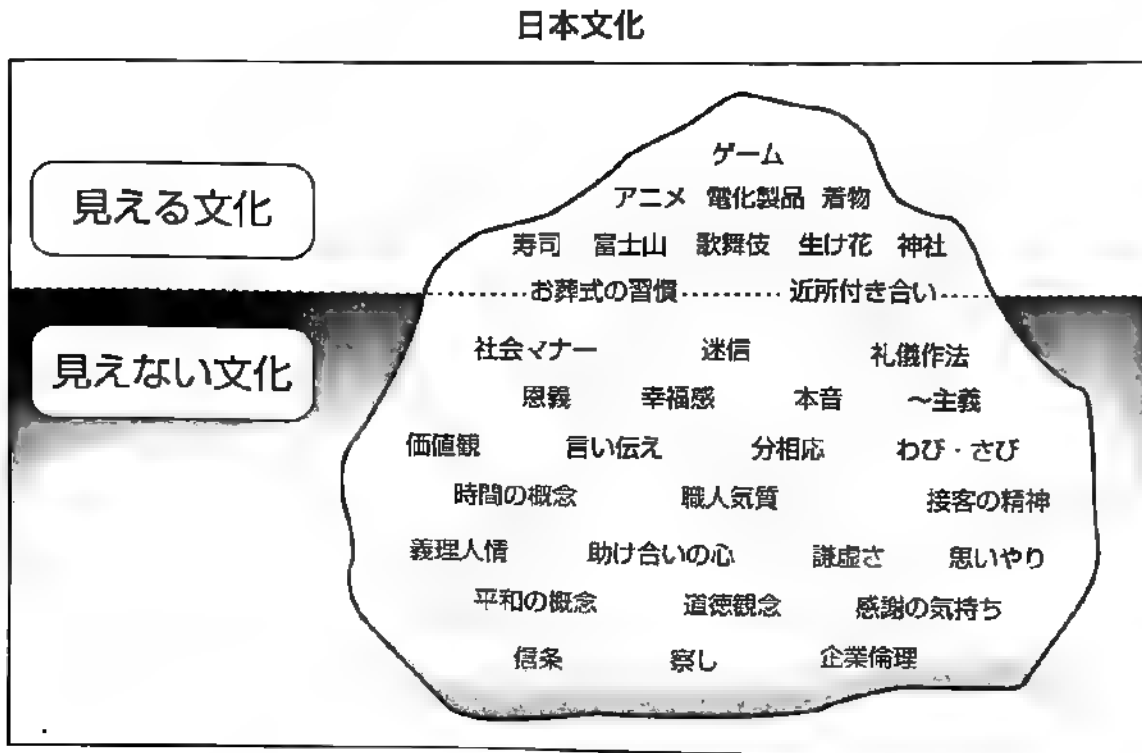 日本文化
見える文化
ゲーム
アニメ 電化製品 着物
寿司 富士山 歌舞伎 生け花 神社
お葬式の習慣 近所付き合い
見えない文化
社会マナー 迷信 礼儀作法
恩義 幸福感 本音 〜主義
価値観 言い伝え 分相応 わび・さび
時間の概念 職人気質 接客の精神
義理人情 助け合いの心 謙虚さ 思いやり
平和の概念 道徳観念 感謝の気持ち
信条 察し 企業倫理